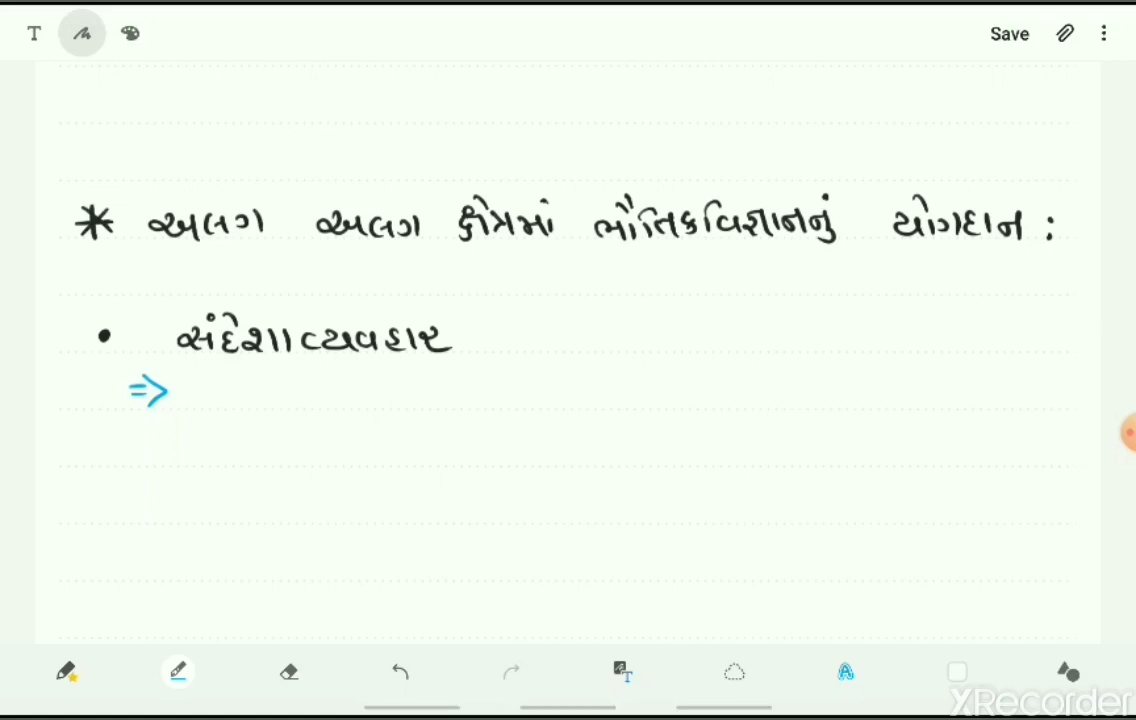 T Save
* અલગ અલગ ક્ષેત્રમાં ભૌતિકવિજ્ઞાનનું યોગદાન :
• સંદેશાવ્યવહાર
=>
XRecorder